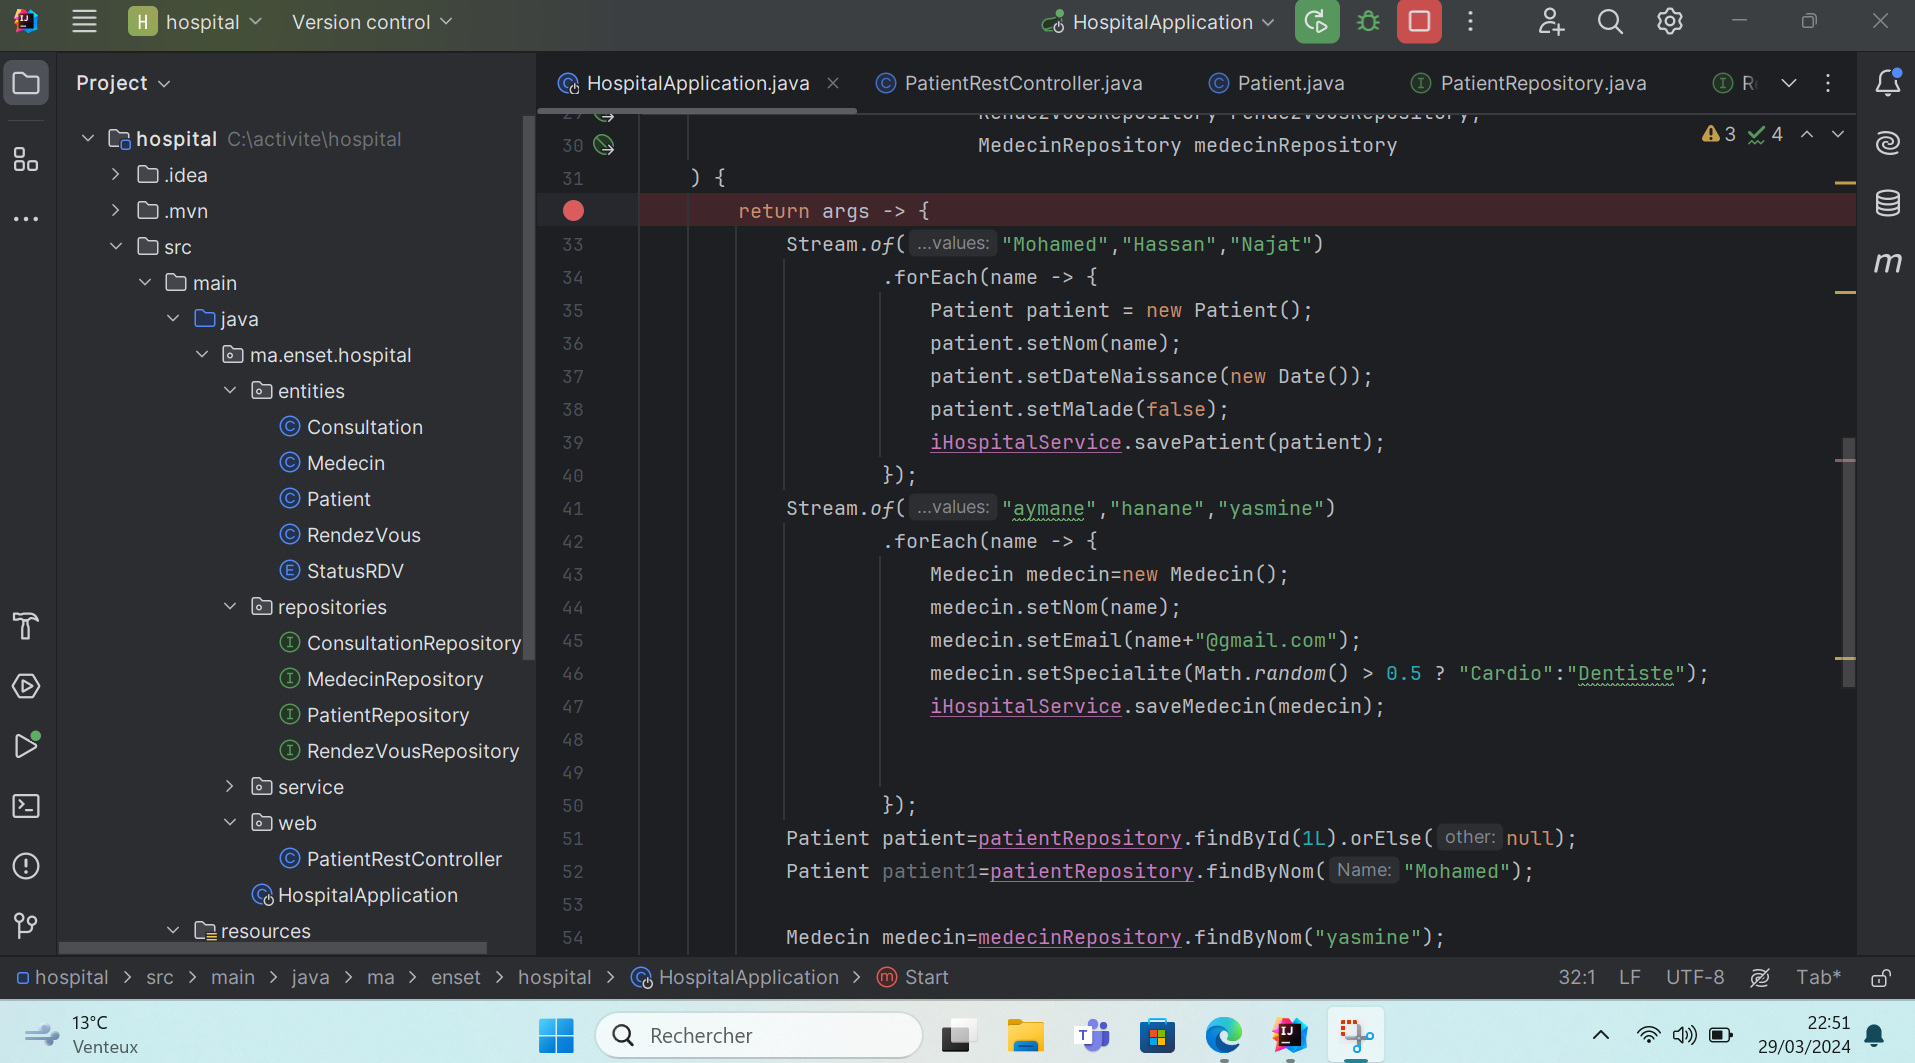 H hospital Version control HospitalApplication
Project
HospitalApplication.java PatientRestController.java Patient.java PatientRepository.java
hospital C:\activite\hospital
.idea
.mvn
src
main
java
ma.enset.hospital
entities
Consultation
Medecin
Patient
RendezVous
StatusRDV
repositories
ConsultationRepository
MedecinRepository
PatientRepository
RendezVousRepository
service
web
PatientRestController
HospitalApplication
resources
3 4
RendezVousRepository rendezVousRepository,
30 MedecinRepository medecinRepository
31 ) {
return args -> {
33 Stream.of( ...values: "Mohamed","Hassan","Najat")
34 .forEach(name -> {
35 Patient patient = new Patient();
36 patient.setNom(name);
37 patient.setDateNaissance(new Date());
38 patient.setMalade(false);
39 iHospitalService.savePatient(patient);
40 });
41 Stream.of( ...values: "aymane","hanane","yasmine")
42 .forEach(name -> {
43 Medecin medecin=new Medecin();
44 medecin.setNom(name);
45 medecin.setEmail(name+"@gmail.com");
46 medecin.setSpecialite(Math.random() > 0.5 ? "Cardio":"Dentiste");
47 iHospitalService.saveMedecin(medecin);
48
49
50 });
51 Patient patient=patientRepository.findById(1L).orElse( other: null);
52 Patient patient1=patientRepository.findByNom( Name: "Mohamed");
53
54 Medecin medecin=medecinRepository.findByNom("yasmine");
hospital > src > main > java > ma > enset > hospital > HospitalApplication > Start
32:1 LF UTF-8 Tab*
13°C
Venteux
Rechercher
22:51
29/03/2024